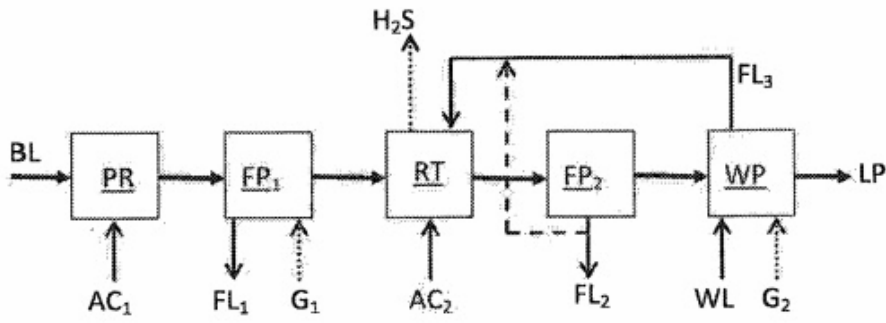 H₂S
FL₃
BL
PR
FP₁
RT
FP₂
WP
LP
AC₁
FL₁
G₁
AC₂
FL₂
WL
G₂